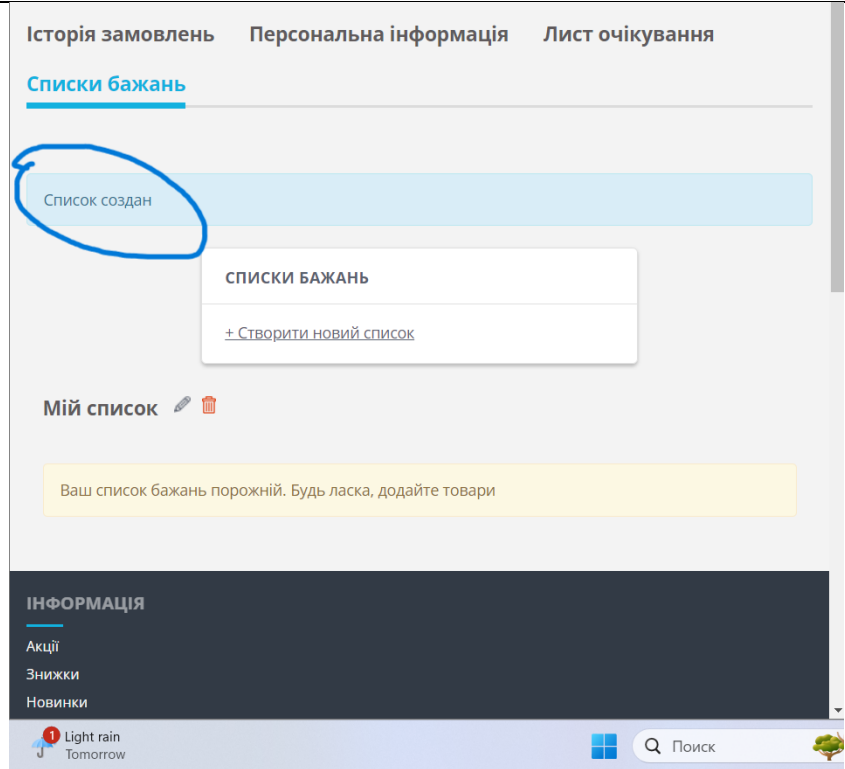 Історія замовлень Персональна інформація Лист очікування
Списки бажань
Список создан
СПИСКИ БАЖАНЬ
+ Створити новий список
Мій список
Ваш список бажань порожній. Будь ласка, додайте товари
ІНФОРМАЦІЯ
Акції
Знижки
Новинки
1 Light rain
Tomorrow
Поиск